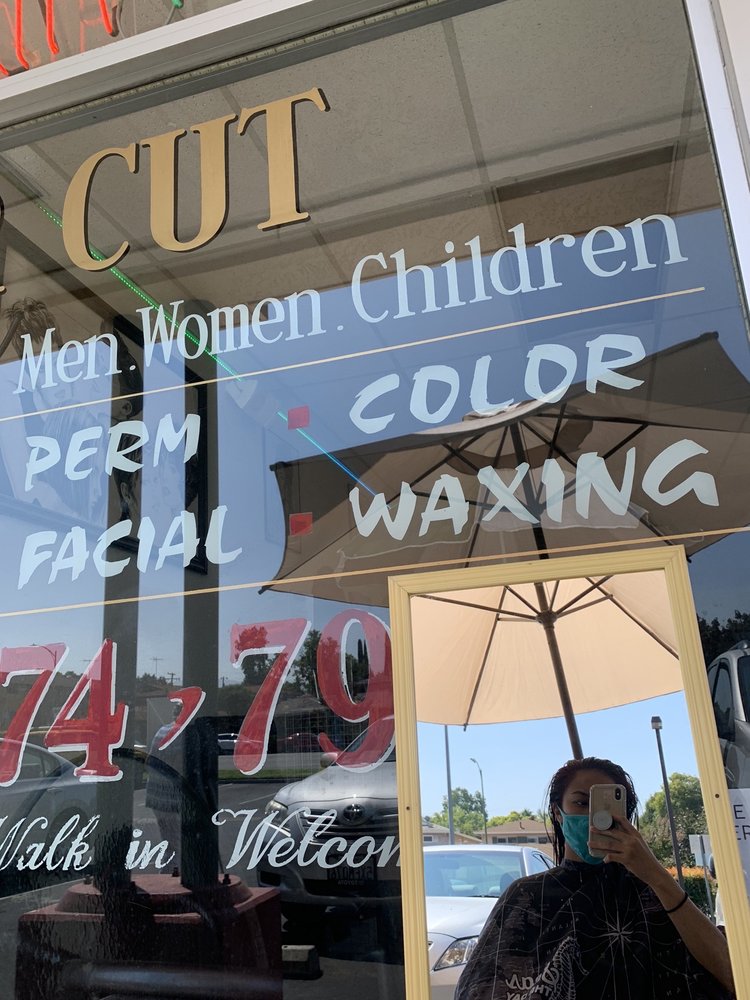 CUT
Men. Women. Children
PERM ▪ COLOR
FACIAL ▪ WAXING
74, 79
Walk in Welcom